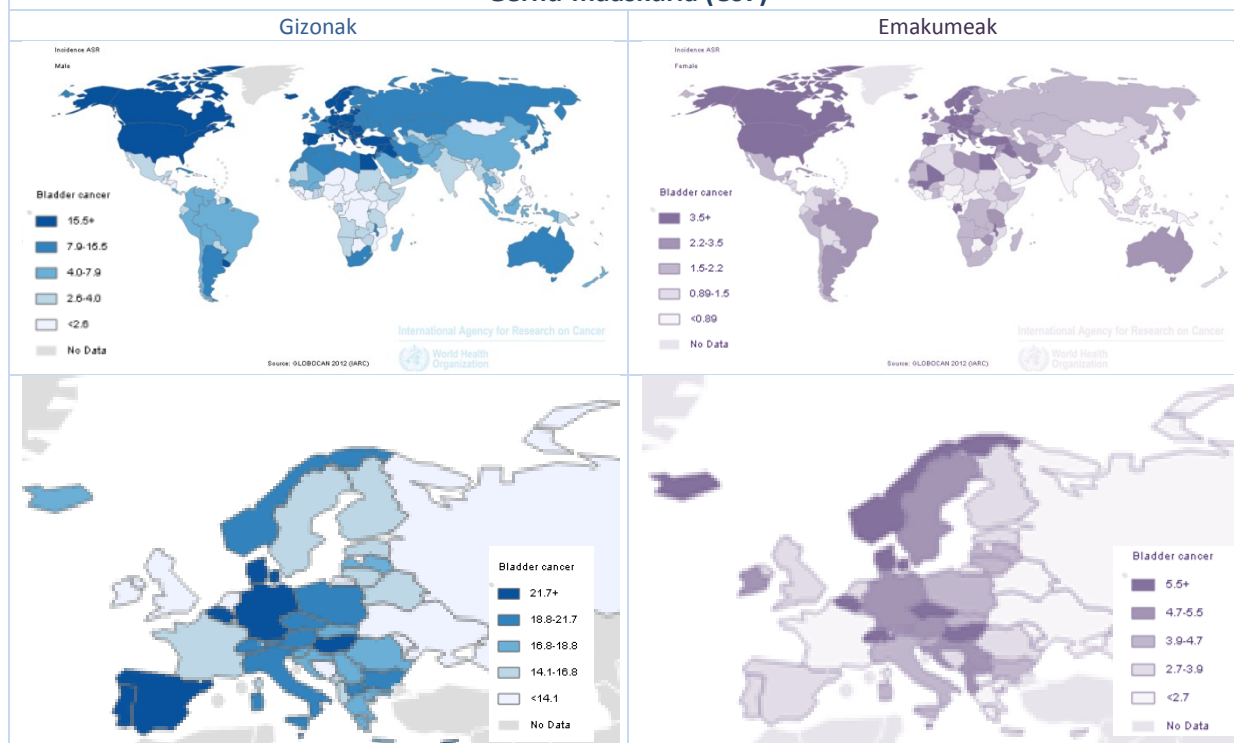 Gizonak
Emakumeak
Incidence ASR
Male
Bladder cancer
15.5+
7.9-15.5
4.0-7.9
2.6-4.0
<2.6
No Data
International Agency for Research on Cancer
World Health
Organization
Source: GLOBOCAN 2012 (IARC)
Incidence ASR
Female
Bladder cancer
3.5+
2.2-3.5
1.5-2.2
0.89-1.5
<0.89
No Data
International Agency for Research on Cancer
World Health
Organization
Source: GLOBOCAN 2012 (IARC)
Bladder cancer
21.7+
18.8-21.7
16.8-18.8
14.1-16.8
<14.1
No Data
Bladder cancer
5.5+
4.7-5.5
3.9-4.7
2.7-3.9
<2.7
No Data